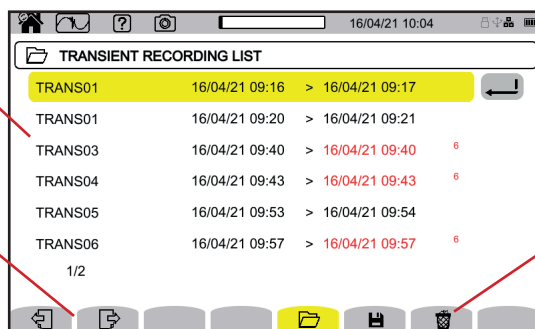 ? 16/04/21 10:04
TRANSIENT RECORDING LIST
TRANS01 16/04/21 09:16 > 16/04/21 09:17
TRANS01 16/04/21 09:20 > 16/04/21 09:21
TRANS03 16/04/21 09:40 > 16/04/21 09:40 6
TRANS04 16/04/21 09:43 > 16/04/21 09:43 6
TRANS05 16/04/21 09:53 > 16/04/21 09:54
TRANS06 16/04/21 09:57 > 16/04/21 09:57 6
1/2